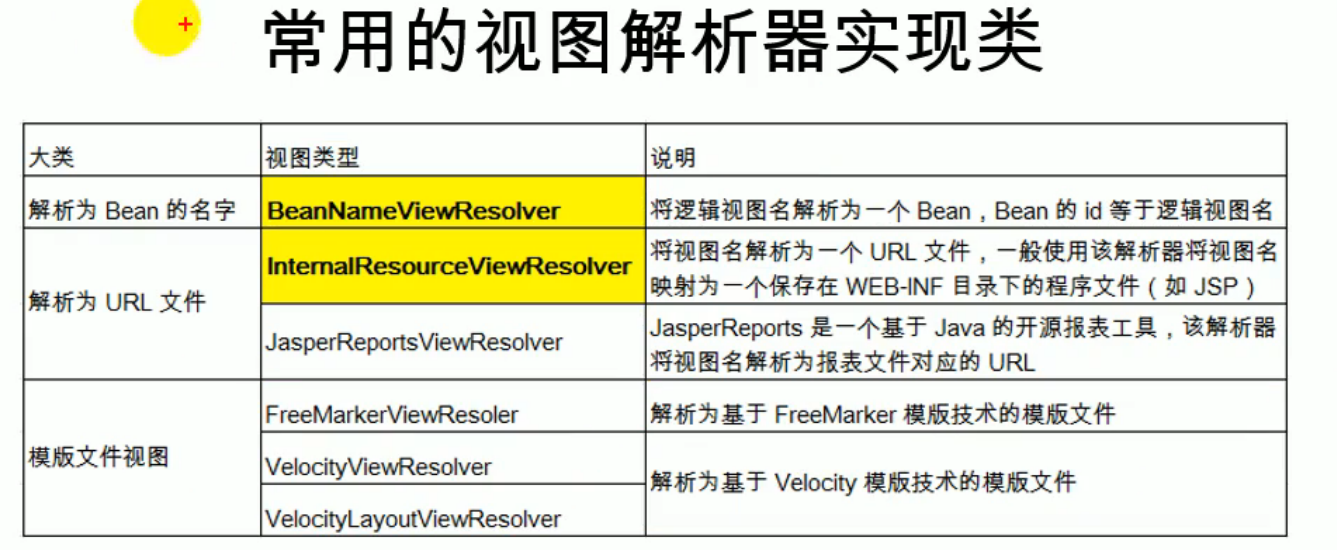 常用的视图解析器实现类
大类
视图类型
说明
解析为 Bean 的名字
BeanNameViewResolver
将逻辑视图名解析为一个 Bean，Bean 的 id 等于逻辑视图名
解析为 URL 文件
InternalResourceViewResolver
将视图名解析为一个 URL 文件，一般使用该解析器将视图名
映射为一个保存在 WEB-INF 目录下的程序文件（如 JSP）
JasperReportsViewResolver
JasperReports 是一个基于 Java 的开源报表工具，该解析器
将视图名解析为报表文件对应的 URL
模版文件视图
FreeMarkerViewResoler
解析为基于 FreeMarker 模版技术的模版文件
VelocityViewResolver
解析为基于 Velocity 模版技术的模版文件
VelocityLayoutViewResolver